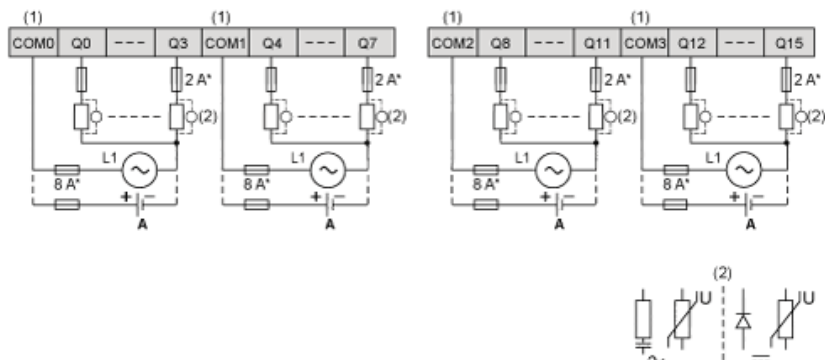 (1) (1) (1) (1)
COM0 Q0 --- Q3 COM1 Q4 --- Q7 COM2 Q8 --- Q11 COM3 Q12 --- Q15
2 A* 2 A* 2 A* 2 A*
(2) (2) (2) (2)
L1 L1 L1 L1
8 A* 8 A* 8 A* 8 A*
+ − + − + − + −
A A A A
(2)
U U